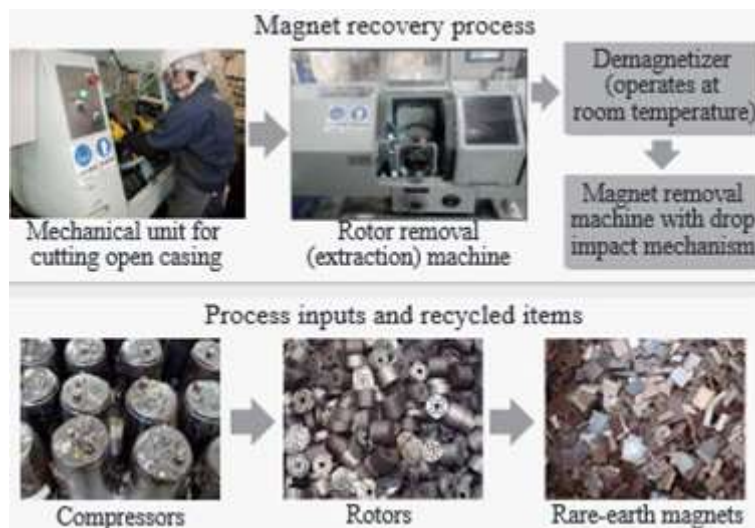 Magnet recovery process
Mechanical unit for
cutting open casing
Rotor removal
(extraction) machine
Demagnetizer
(operates at
room temperature)
Magnet removal
machine with drop
impact mechanism
Process inputs and recycled items
Compressors
Rotors
Rare-earth magnets